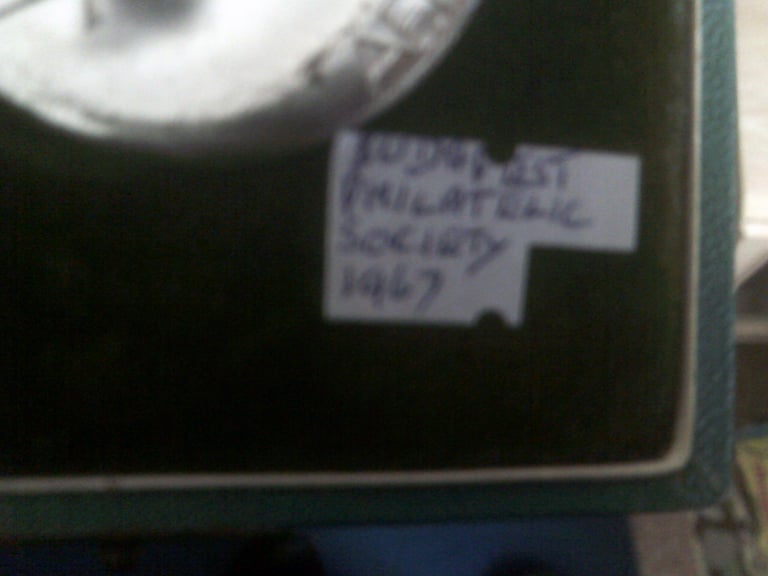 BUDAPEST
PHILATELIC
SOCIETY
1967